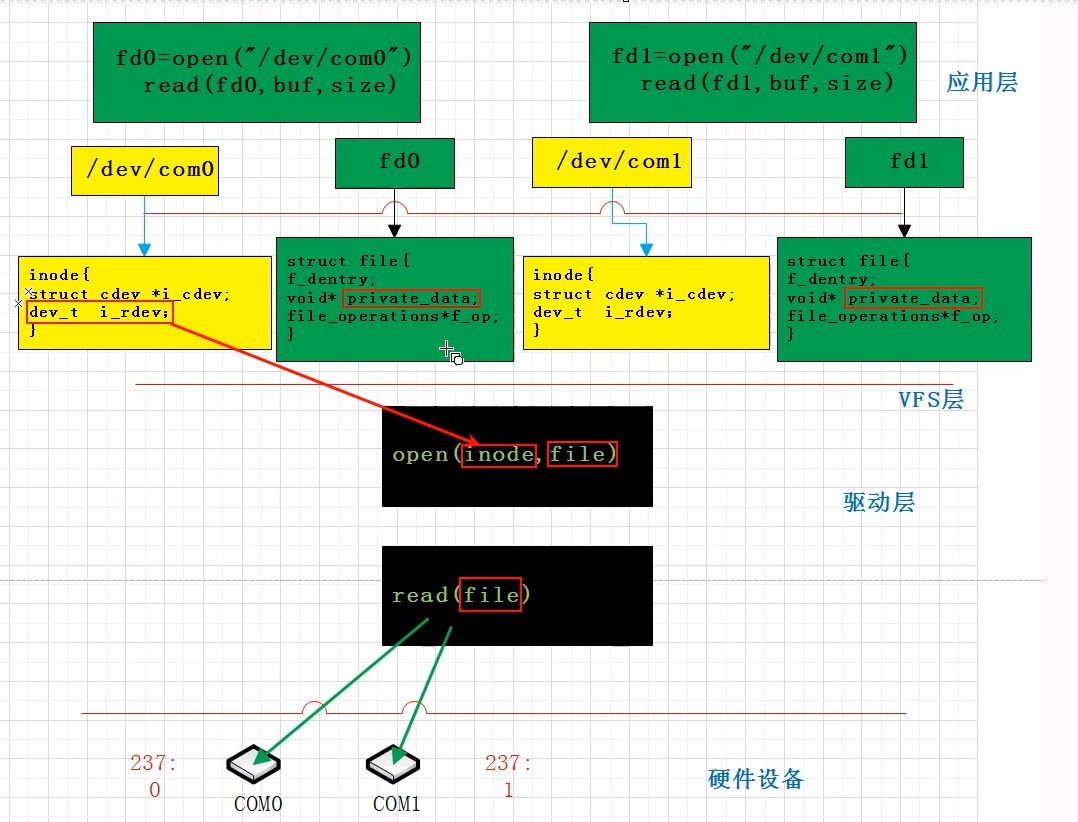 fd0=open("/dev/com0")
read(fd0,buf,size)
fd1=open("/dev/com1")
read(fd1,buf,size)
应用层
/dev/com0
fd0
/dev/com1
fd1
inode{
struct cdev *i_cdev;
dev_t i_rdev;
}
struct file{
f_dentry;
void* private_data;
file_operations*f_op;
}
inode{
struct cdev *i_cdev;
dev_t i_rdev;
}
struct file{
f_dentry;
void* private_data;
file_operations*f_op;
}
VFS层
open(inode,file)
驱动层
read(file)
237:
0
COM0
COM1
237:
1
硬件设备